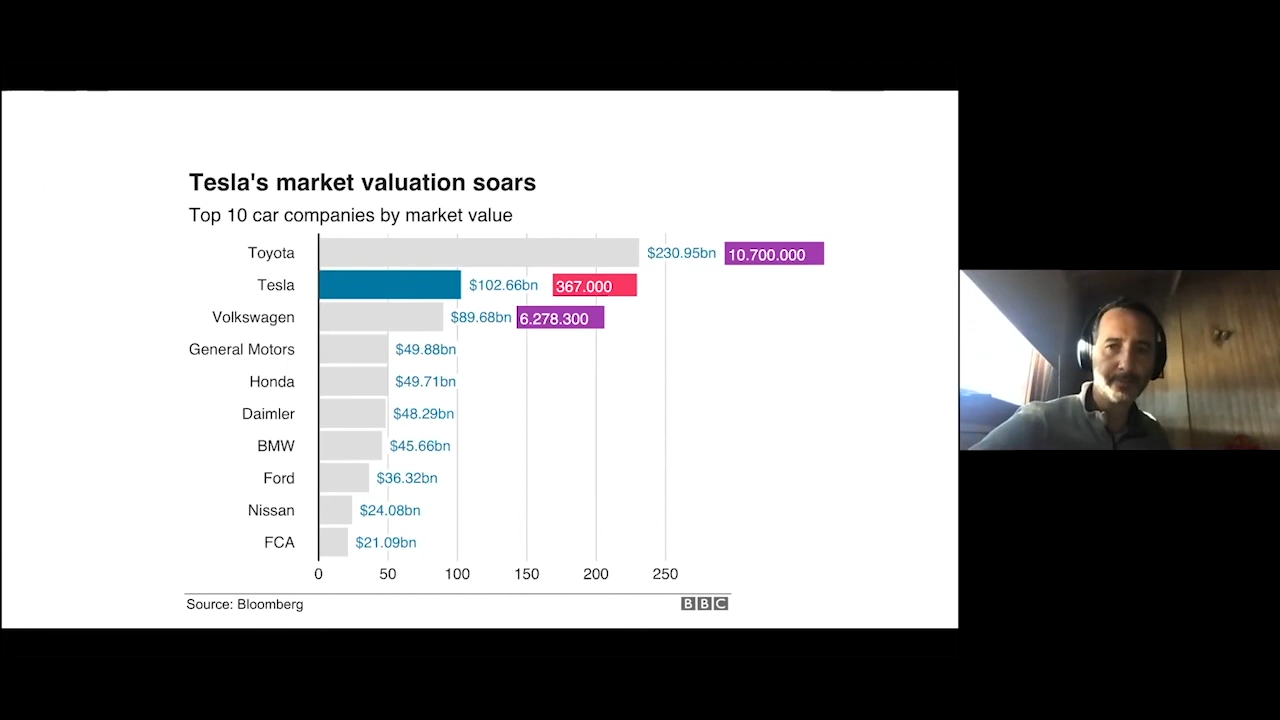 Tesla's market valuation soars
Top 10 car companies by market value
Toyota $230.95bn 10.700.000
Tesla $102.66bn 367.000
Volkswagen $89.68bn 6.278.300
General Motors $49.88bn
Honda $49.71bn
Daimler $48.29bn
BMW $45.66bn
Ford $36.32bn
Nissan $24.08bn
FCA $21.09bn
0 50 100 150 200 250
Source: Bloomberg BBC